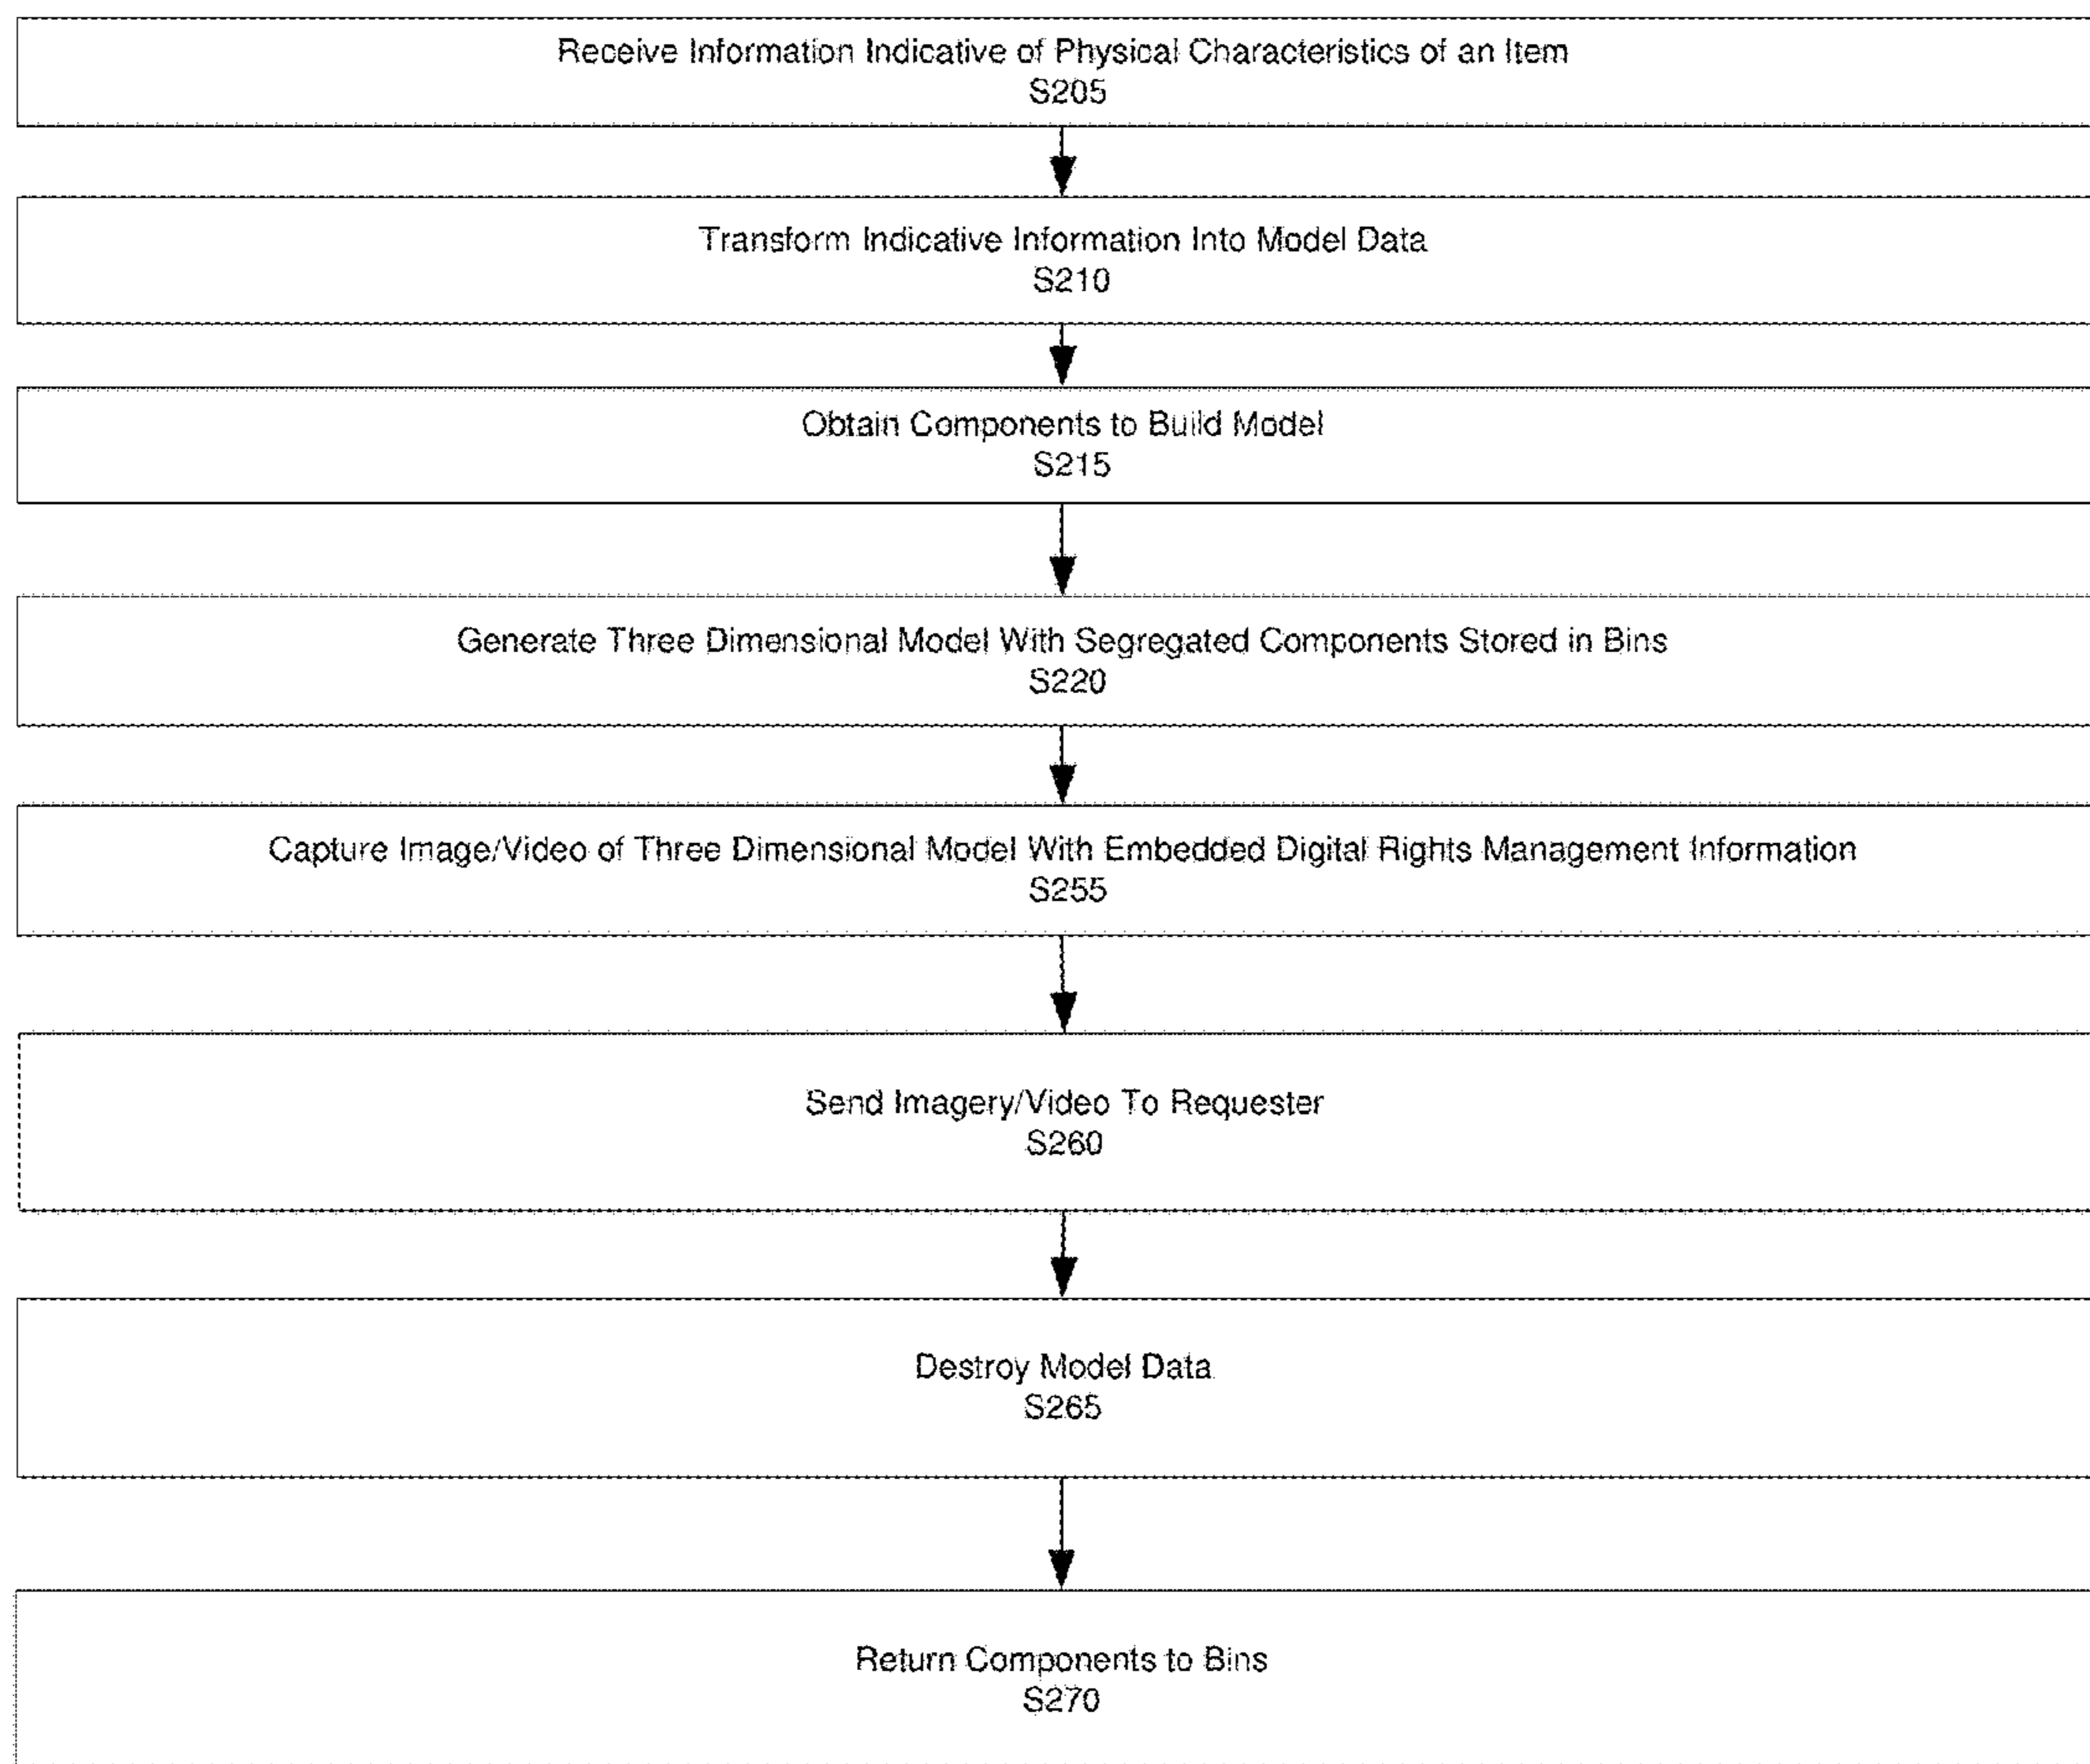 Receive Information Indicative of Physical Characteristics of an Item
S205
Transform Indicative Information Into Model Data
S210
Obtain Components to Build Model
S215
Generate Three Dimensional Model With Segregated Components Stored in Bins
S220
Capture Image/Video of Three Dimensional Model With Embedded Digital Rights Management Information
S255
Send Imagery/Video To Requester
S260
Destroy Model Data
S265
Return Components to Bins
S270